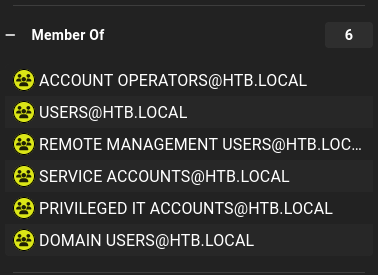 Member Of
6
ACCOUNT OPERATORS@HTB.LOCAL
USERS@HTB.LOCAL
REMOTE MANAGEMENT USERS@HTB.LOC...
SERVICE ACCOUNTS@HTB.LOCAL
PRIVILEGED IT ACCOUNTS@HTB.LOCAL
DOMAIN USERS@HTB.LOCAL